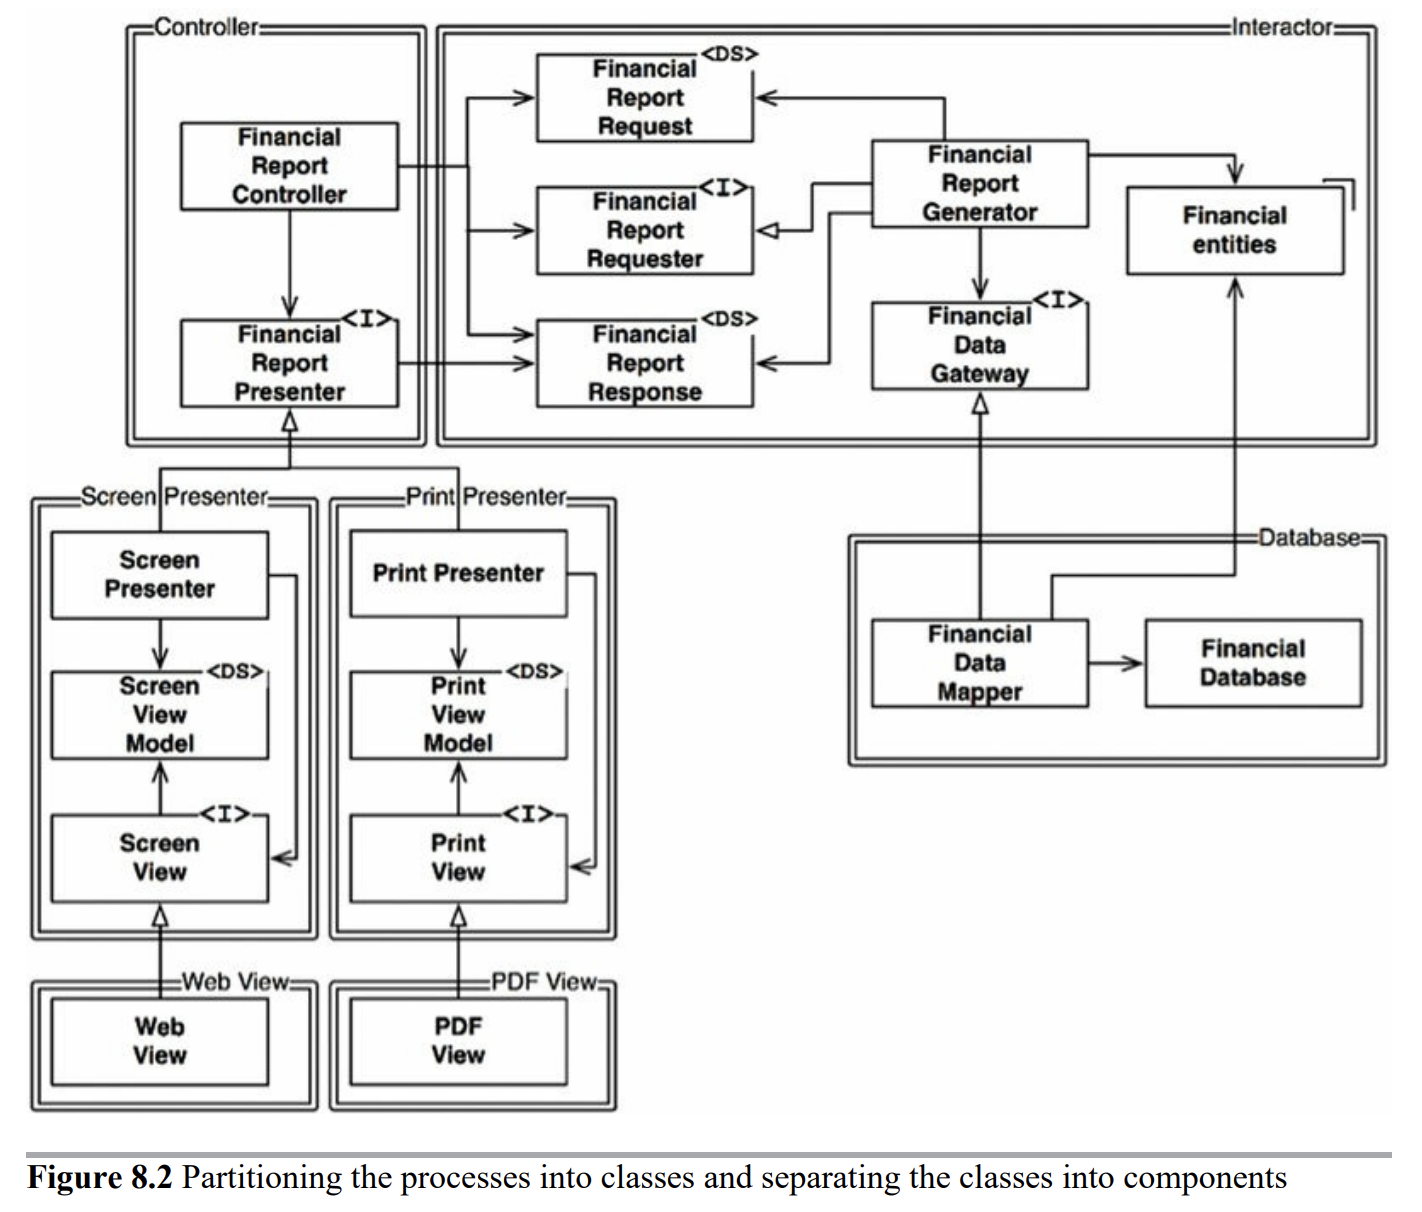 Controller
Interactor
<DS>
Financial
Report
Request
Financial
Report
Controller
<I>
Financial
Report
Requester
Financial
Report
Generator
Financial
entities
<I>
Financial
Report
Presenter
<DS>
Financial
Report
Response
<I>
Financial
Data
Gateway
Screen Presenter
Screen
Presenter
<DS>
Screen
View
Model
<I>
Screen
View
Print Presenter
Print Presenter
<DS>
Print
View
Model
<I>
Print
View
Database
Financial
Data
Mapper
Financial
Database
Web View
Web
View
PDF View
PDF
View
Figure 8.2 Partitioning the processes into classes and separating the classes into components